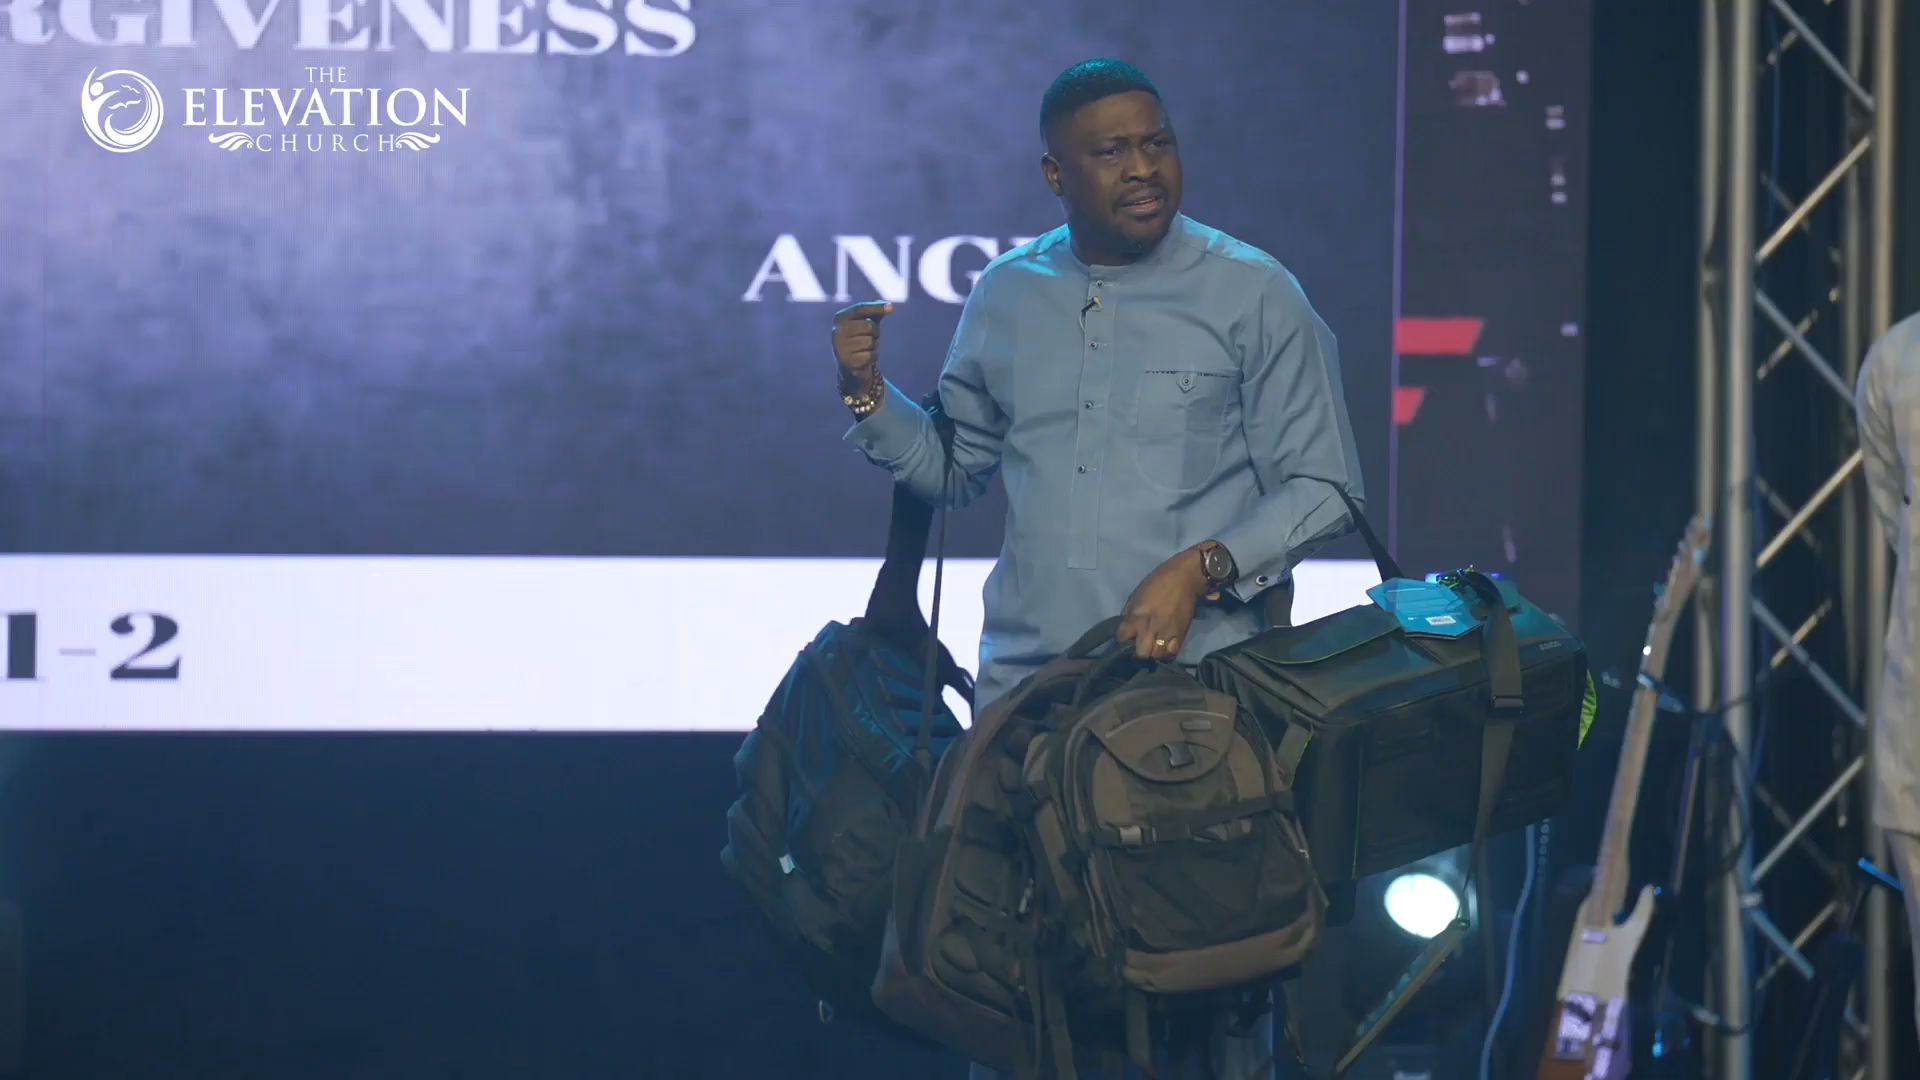 RGIVENESS
THE
ELEVATION
CHURCH
ANG
1-2